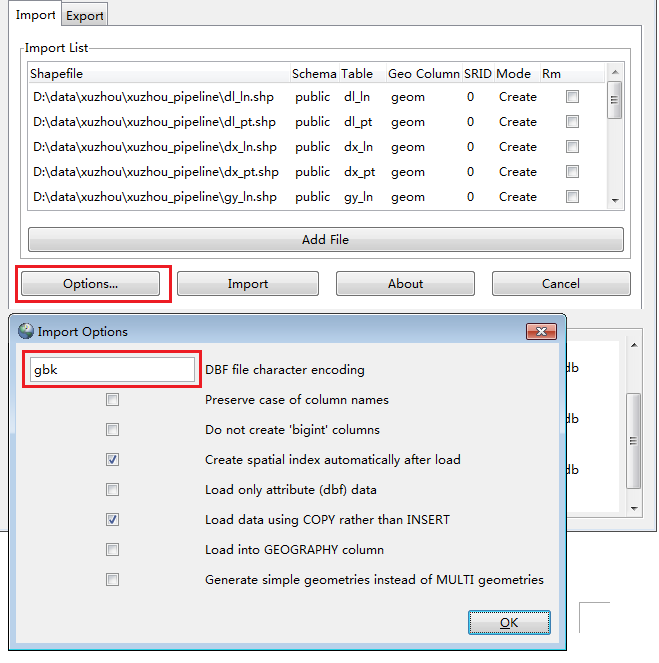 Import Export
Import List
Shapefile Schema Table Geo Column SRID Mode Rm
D:\data\xuzhou\xuzhou_pipeline\dl_ln.shp public dl_ln geom 0 Create
D:\data\xuzhou\xuzhou_pipeline\dl_pt.shp public dl_pt geom 0 Create
D:\data\xuzhou\xuzhou_pipeline\dx_ln.shp public dx_ln geom 0 Create
D:\data\xuzhou\xuzhou_pipeline\dx_pt.shp public dx_pt geom 0 Create
D:\data\xuzhou\xuzhou_pipeline\gy_ln.shp public gy_ln geom 0 Create
Add File
Options... Import About Cancel
Import Options
gbk DBF file character encoding
db
Preserve case of column names
db
Do not create 'bigint' columns
Create spatial index automatically after load
db
Load only attribute (dbf) data
Load data using COPY rather than INSERT
Load into GEOGRAPHY column
Generate simple geometries instead of MULTI geometries
OK